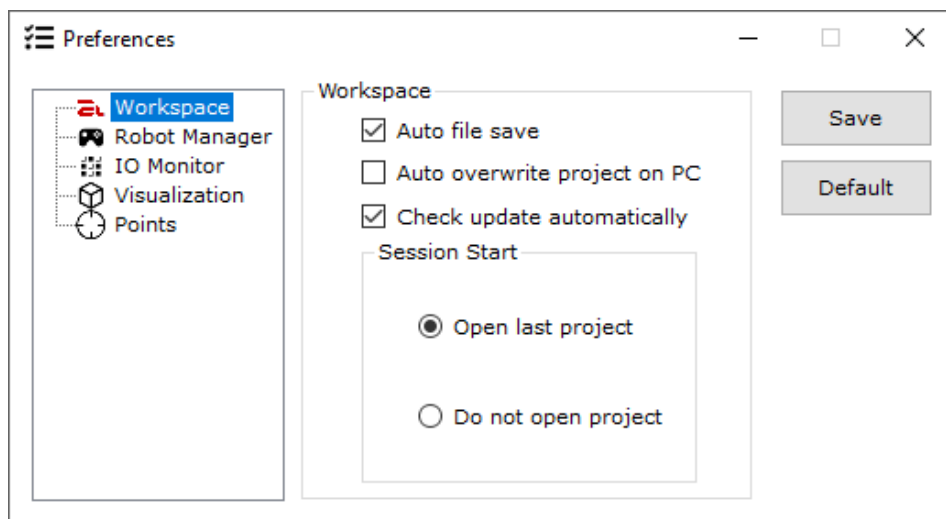 Preferences
Workspace
Robot Manager
IO Monitor
Visualization
Points
Workspace
Auto file save
Auto overwrite project on PC
Check update automatically
Session Start
Open last project
Do not open project
Save
Default